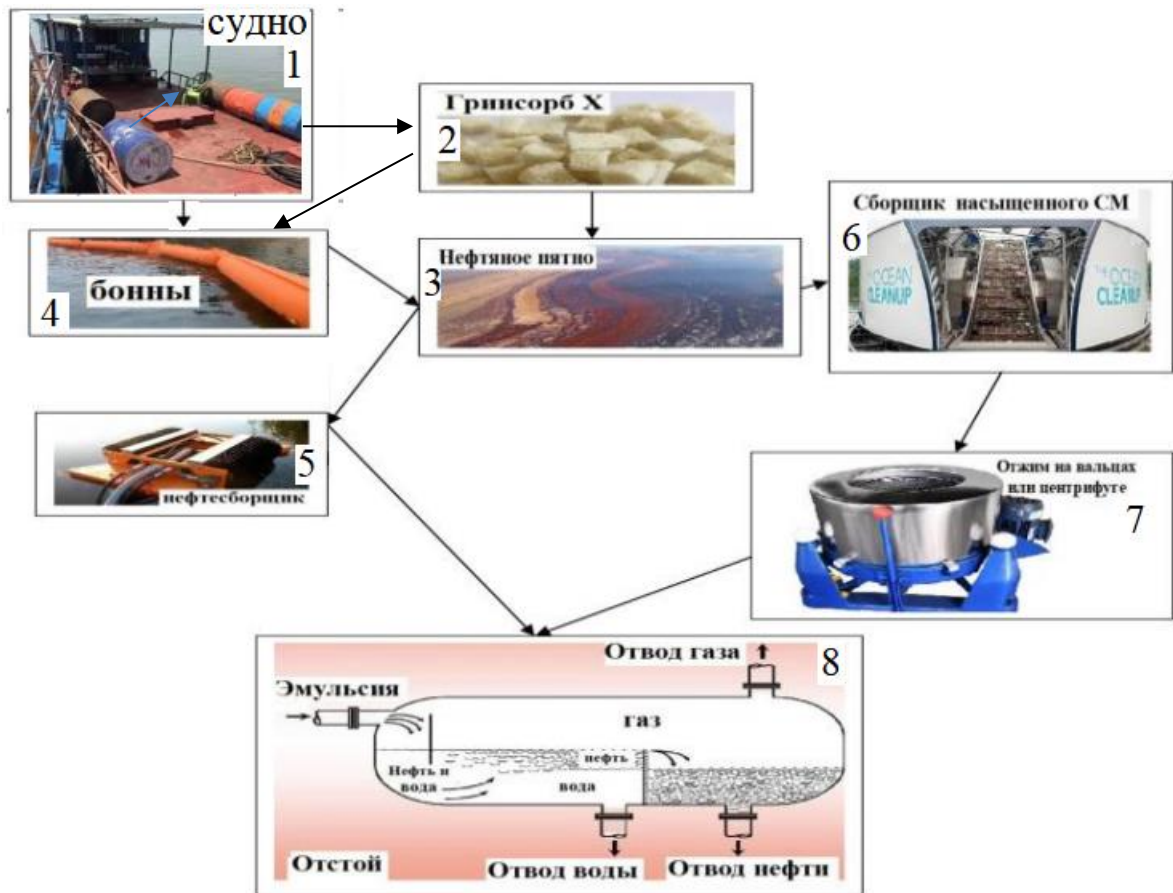 судно
1
Гринсорб Х
2
Сборщик насыщенного СМ
6
THE OCEAN
CLEANUP
THE OCEAN
CLEANUP
бонны
4
Нефтяное пятно
3
5
нефтесборщик
Отжим на вальцах
или центрифуге
7
Отвод газа
8
Эмульсия
газ
нефть
Нефть и
вода
вода
Отстой
Отвод воды
Отвод нефти